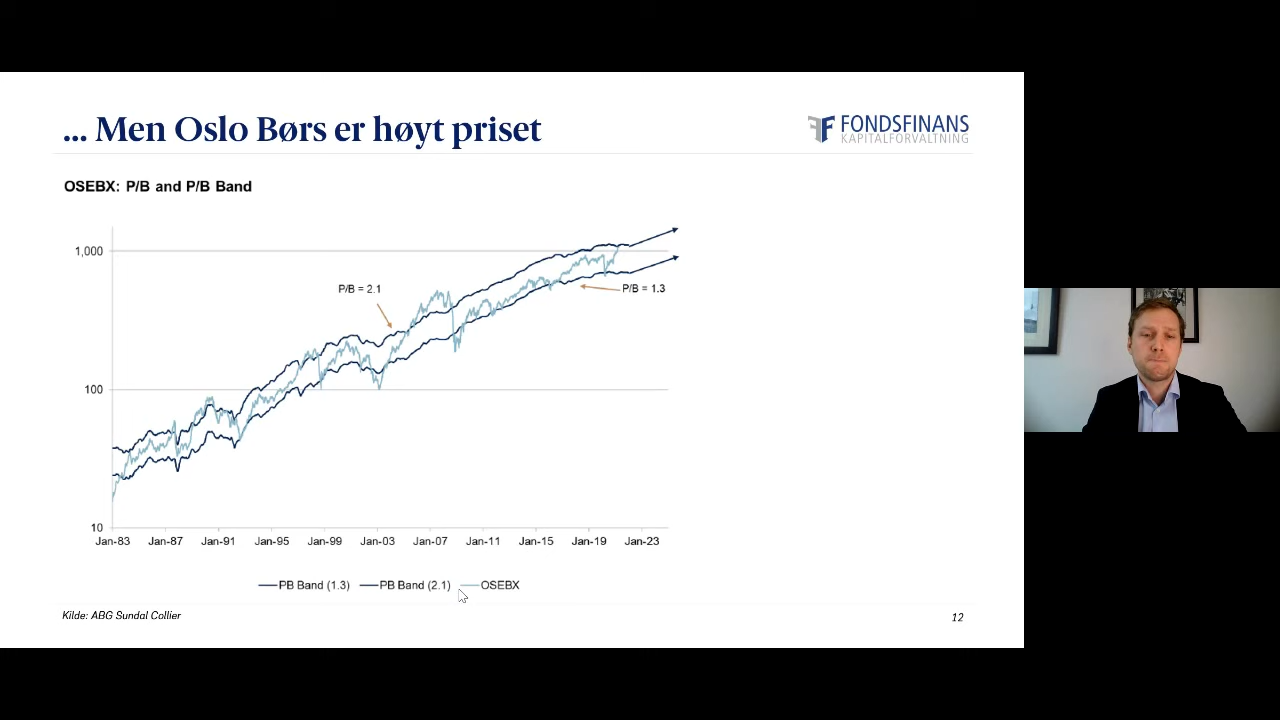 ... Men Oslo Børs er høyt priset
FONDSFINANS
KAPITALFORVALTNING
OSEBX: P/B and P/B Band
1,000
P/B = 2.1
P/B = 1.3
100
10
Jan-83 Jan-87 Jan-91 Jan-95 Jan-99 Jan-03 Jan-07 Jan-11 Jan-15 Jan-19 Jan-23
PB Band (1.3) PB Band (2.1) OSEBX
Kilde: ABG Sundal Collier
12